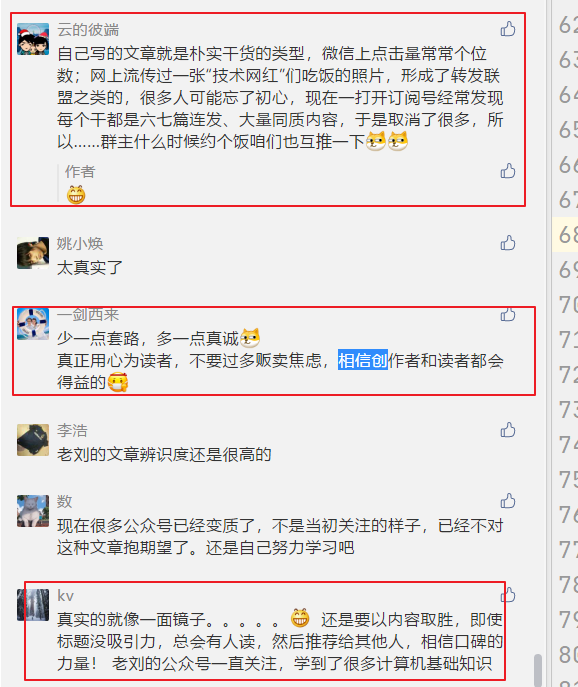 云的彼端
自己写的文章就是朴实干货的类型，微信上点击量常常个位
数；网上流传过一张"技术网红"们吃饭的照片，形成了转发联
盟之类的，很多人可能忘了初心，现在一打开订阅号经常发现
每个干都是六七篇连发、大量同质内容，于是取消了很多，所
以......群主什么时候约个饭咱们也互推一下
作者
姚小焕
太真实了
一剑西来
少一点套路，多一点真诚
真正用心为读者，不要过多贩卖焦虑，相信创作者和读者都会
得益的
李浩
老刘的文章辨识度还是很高的
数
现在很多公众号已经变质了，不是当初关注的样子，已经不对
这种文章抱期望了。还是自己努力学习吧
kv
真实的就像一面镜子。。。。。 还是要以内容取胜，即使
标题没吸引力，总会有人读，然后推荐给其他人，相信口碑的
力量！ 老刘的公众号一直关注，学到了很多计算机基础知识
62
63
64
65
66
67
68
69
70
71
72
73
74
75
76
77
78
79
80